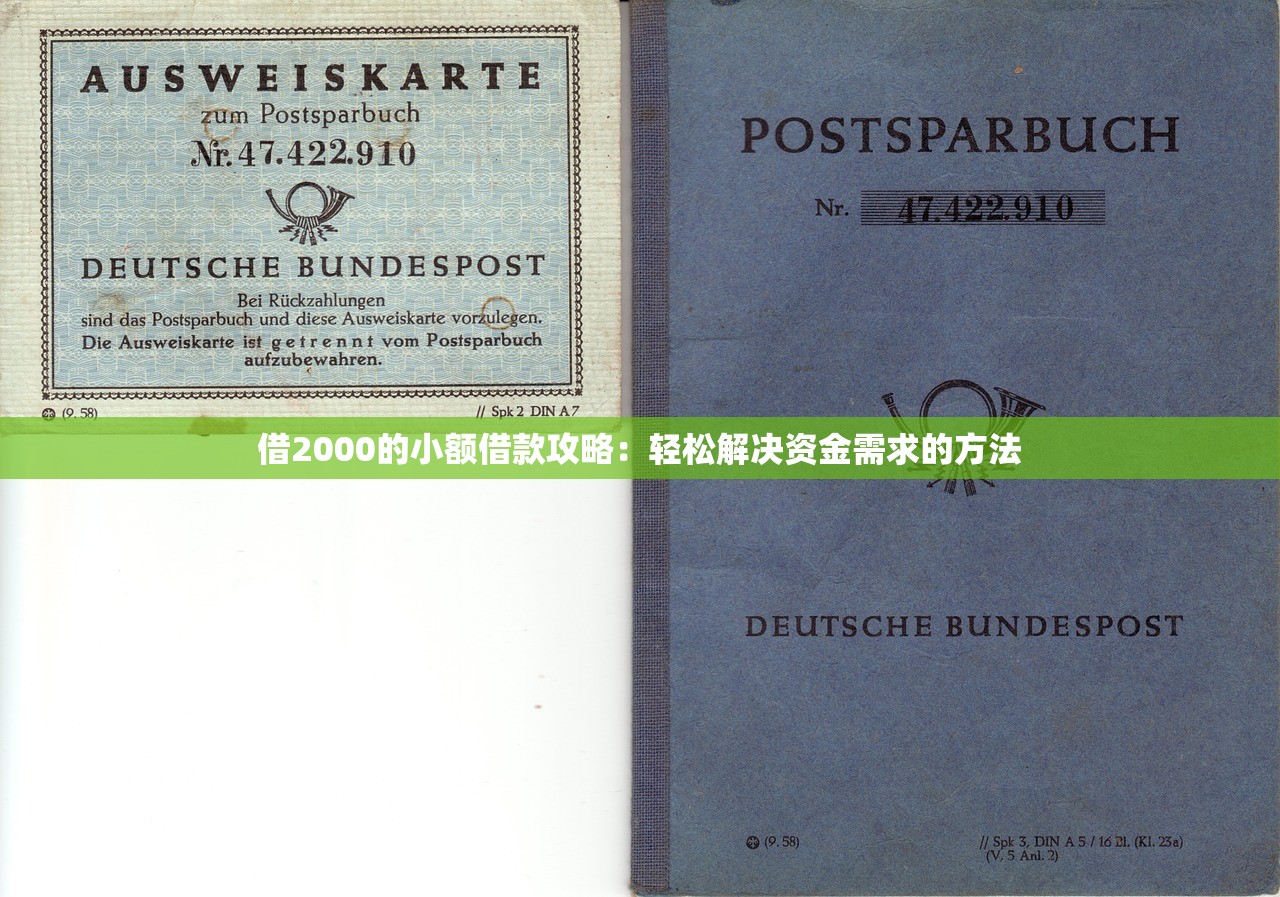 AUSWEISKARTE
zum Postsparbuch
Nr. 47.422.910
DEUTSCHE BUNDESPOST
Bei Rückzahlungen
sind das Postsparbuch und diese Ausweiskarte vorzulegen.
Die Ausweiskarte ist getrennt vom Postsparbuch
aufzubewahren.
(9.58)
// Spk 2 DIN A7
POSTSPARBUCH
Nr. 47.422.910
借2000的小额借款攻略：轻松解决资金需求的方法
DEUTSCHE BUNDESPOST
(9.58)
// Spk 3, DIN A 5 / 16 Bl. (Kl. 23a)
(V, 5 Anl. 2)